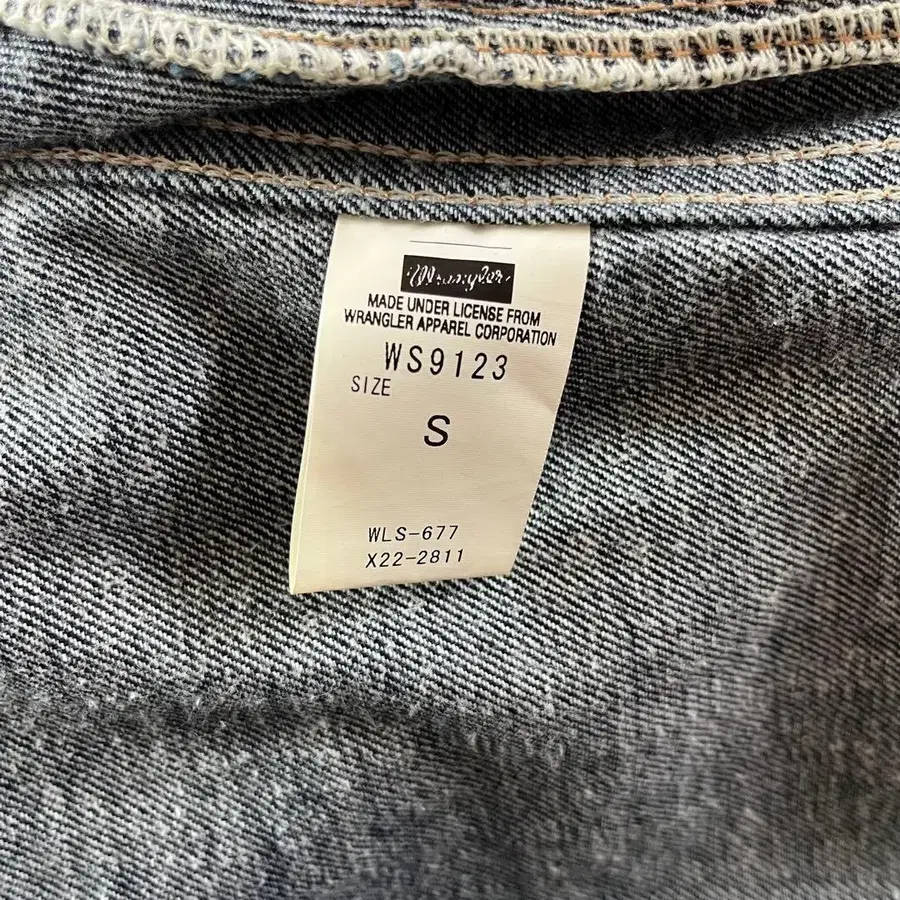 Wrangler
MADE UNDER LICENSE FROM
WRANGLER APPAREL CORPORATION
WS9123
SIZE
S
WLS-677
X22-2811